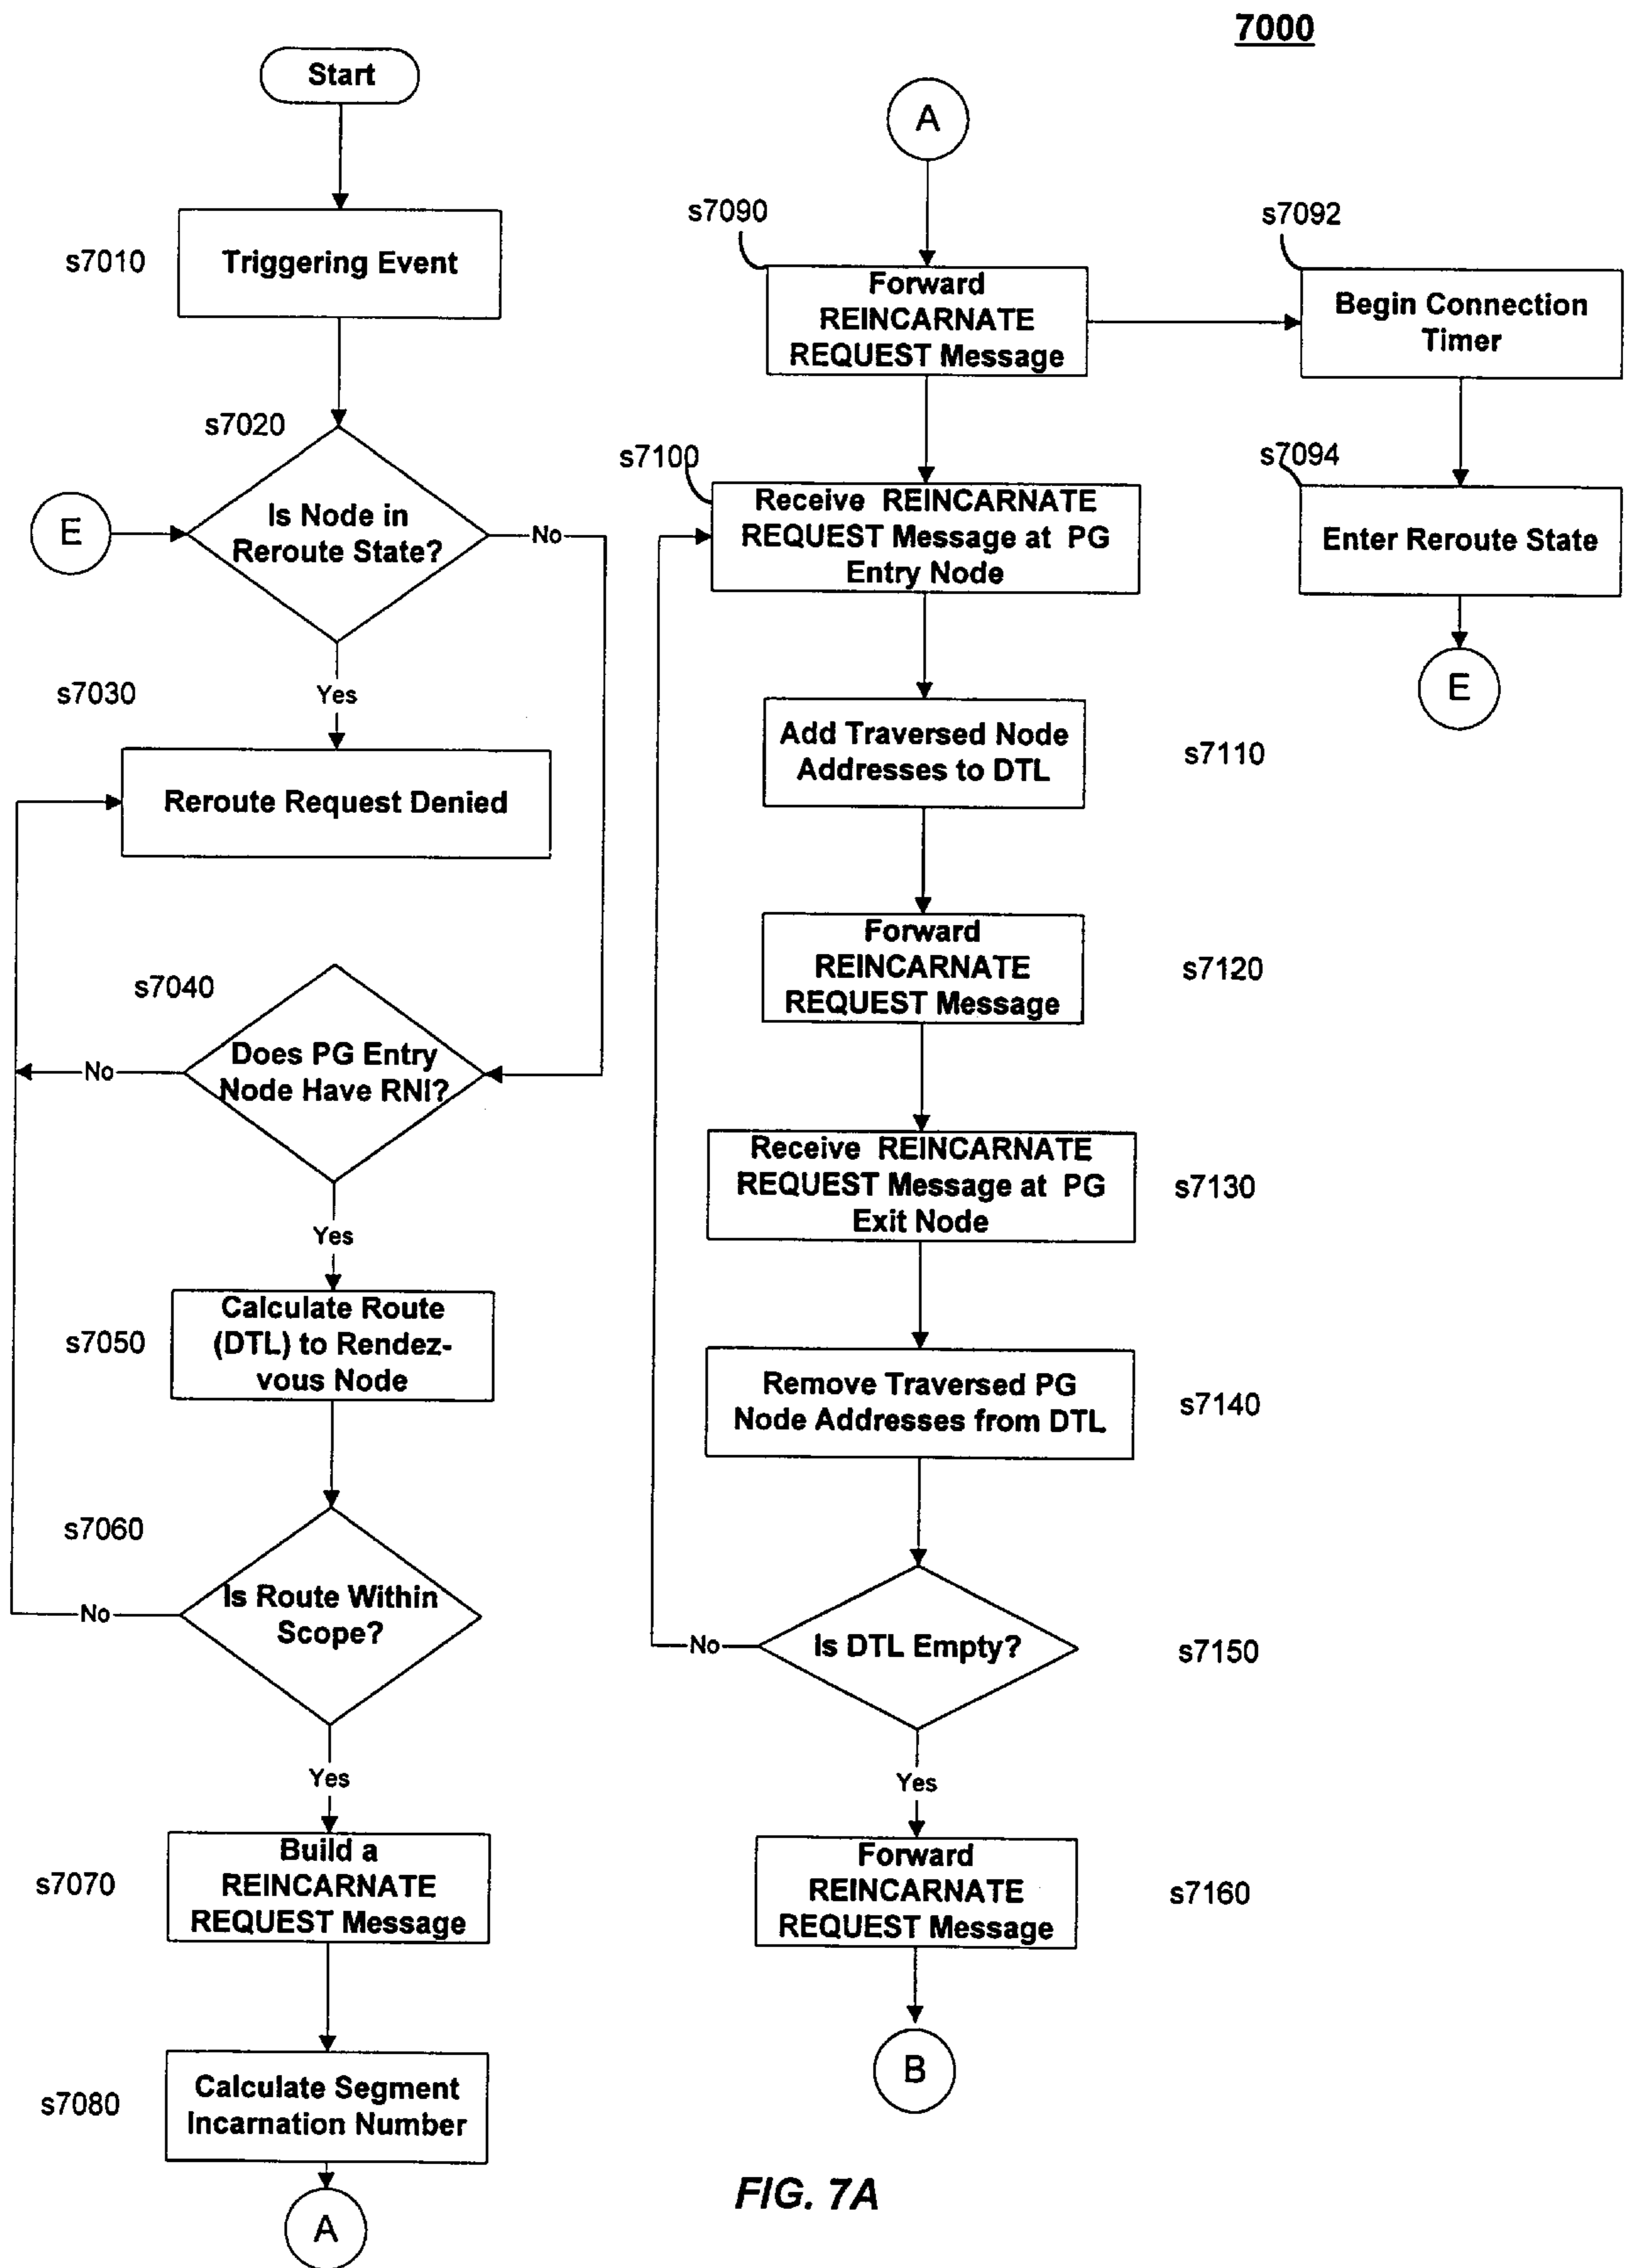 7000
Start
s7010
Triggering Event
s7020
E
Is Node in
Reroute State?
No
Yes
s7030
Reroute Request Denied
s7040
Does PG Entry
Node Have RNI?
No
Yes
s7050
Calculate Route
(DTL) to Rendez-
vous Node
s7060
Is Route Within
Scope?
No
Yes
s7070
Build a
REINCARNATE
REQUEST Message
s7080
Calculate Segment
Incarnation Number
A
A
s7090
Forward
REINCARNATE
REQUEST Message
s7092
Begin Connection
Timer
s7094
Enter Reroute State
E
s7100
Receive REINCARNATE
REQUEST Message at PG
Entry Node
Add Traversed Node
Addresses to DTL
s7110
Forward
REINCARNATE
REQUEST Message
s7120
Receive REINCARNATE
REQUEST Message at PG
Exit Node
s7130
Remove Traversed PG
Node Addresses from DTL
s7140
Is DTL Empty?
s7150
No
Yes
Forward
REINCARNATE
REQUEST Message
s7160
B
FIG. 7A